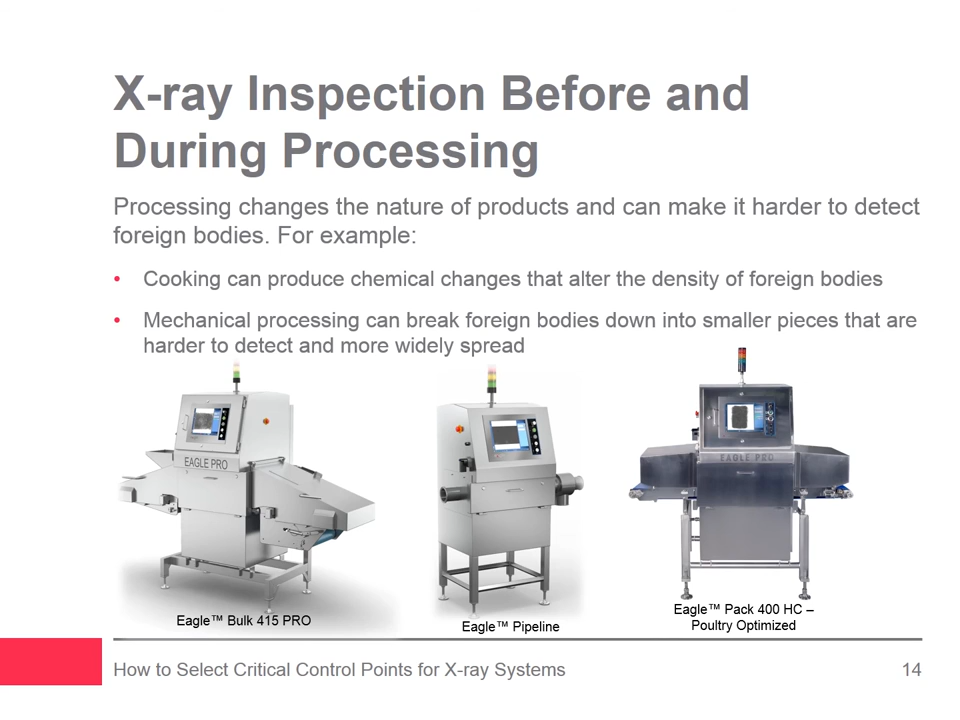 X-ray Inspection Before and
During Processing
Processing changes the nature of products and can make it harder to detect
foreign bodies. For example:
• Cooking can produce chemical changes that alter the density of foreign bodies
• Mechanical processing can break foreign bodies down into smaller pieces that are
harder to detect and more widely spread
EAGLE PRO
EAGLE PRO
Eagle™ Bulk 415 PRO
Eagle™ Pipeline
Eagle™ Pack 400 HC –
Poultry Optimized
How to Select Critical Control Points for X-ray Systems
14